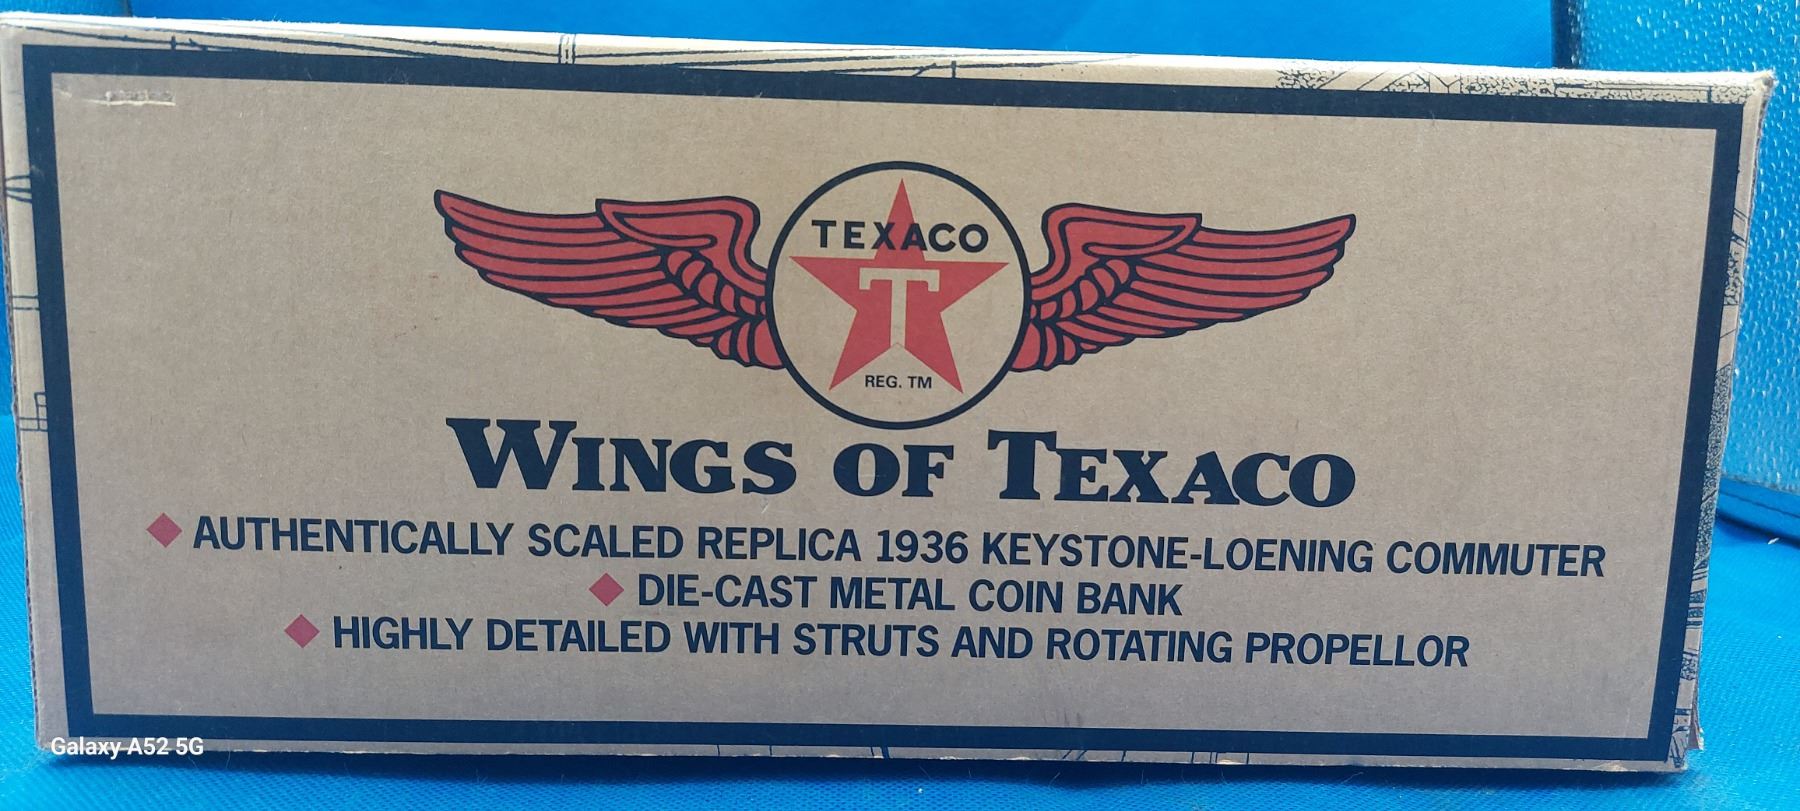 TEXACO
T
REG. TM
WINGS OF TEXACO
AUTHENTICALLY SCALED REPLICA 1936 KEYSTONE-LOENING COMMUTER
DIE-CAST METAL COIN BANK
HIGHLY DETAILED WITH STRUTS AND ROTATING PROPELLOR
Galaxy A52 5G